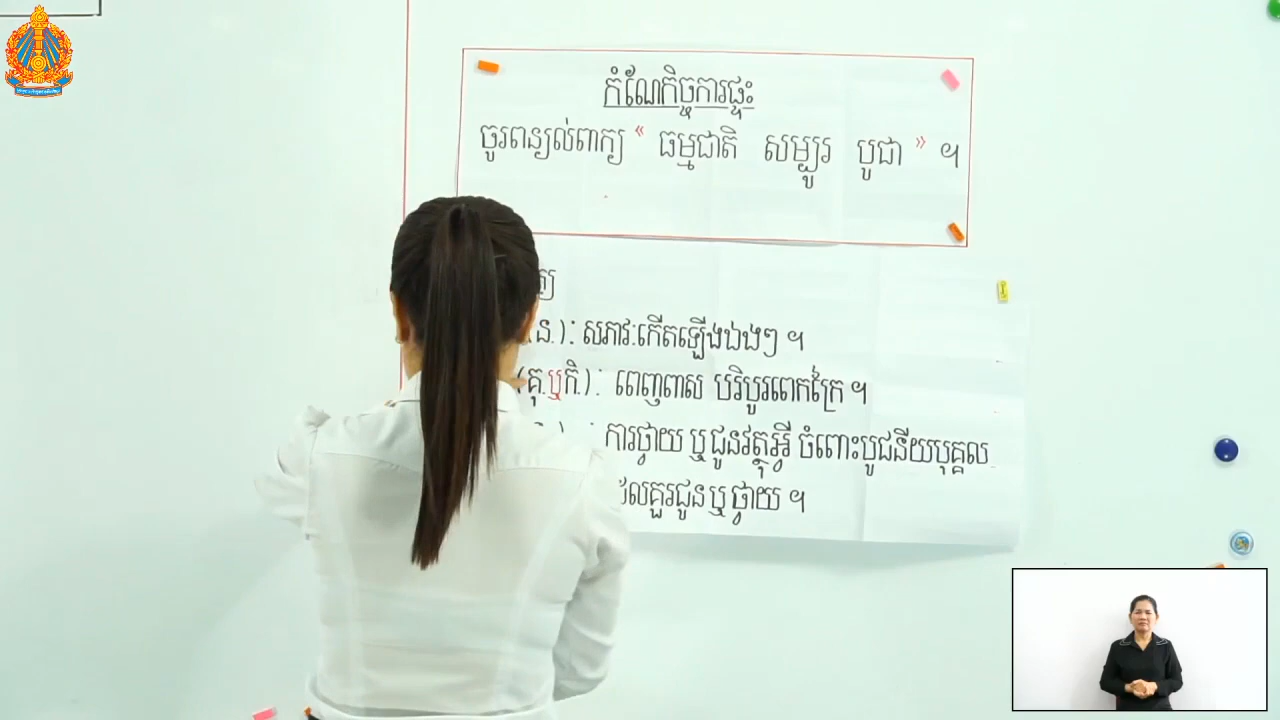 កំណែកិច្ចការផ្ទះ
ចូរពន្យល់ពាក្យ « ធម្មជាតិ សម្បូរ បូជា » ។
(ន.) : សភាវៈកើតឡើងឯងៗ ។
(គុ.ឬកិ.) : ពេញពាស បរិបូរពេកក្រៃ ។
: ការថ្វាយ ឬជូនវត្ថុអ្វី ចំពោះបូជនីយបុគ្គល
ដែលគួរជូនឬថ្វាយ ។